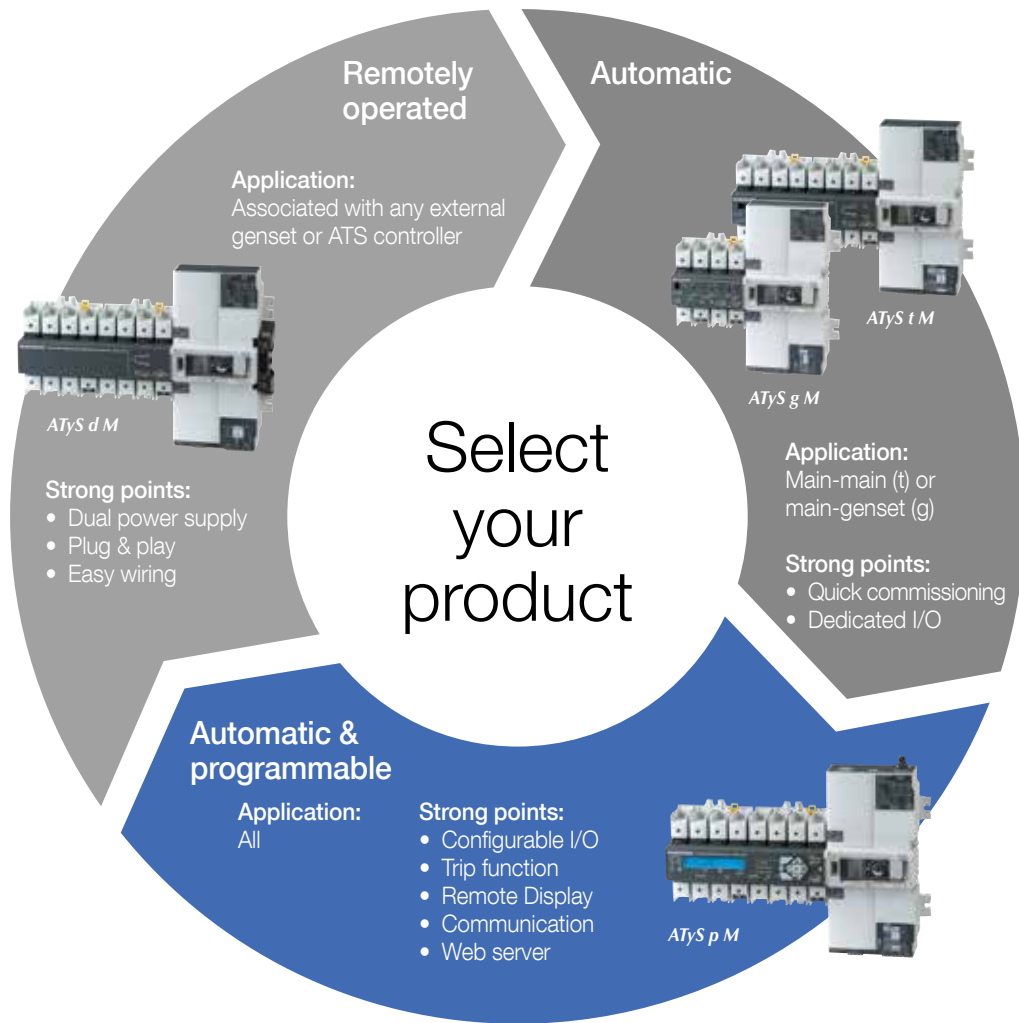 Remotely
operated
Application:
Associated with any external
genset or ATS controller
ATyS d M
Strong points:
• Dual power supply
• Plug & play
• Easy wiring
Automatic
ATyS t M
ATyS g M
Application:
Main-main (t) or
main-genset (g)
Strong points:
• Quick commissioning
• Dedicated I/O
Select
your
product
Automatic &
programmable
Application:
All
Strong points:
• Configurable I/O
• Trip function
• Remote Display
• Communication
• Web server
ATyS p M